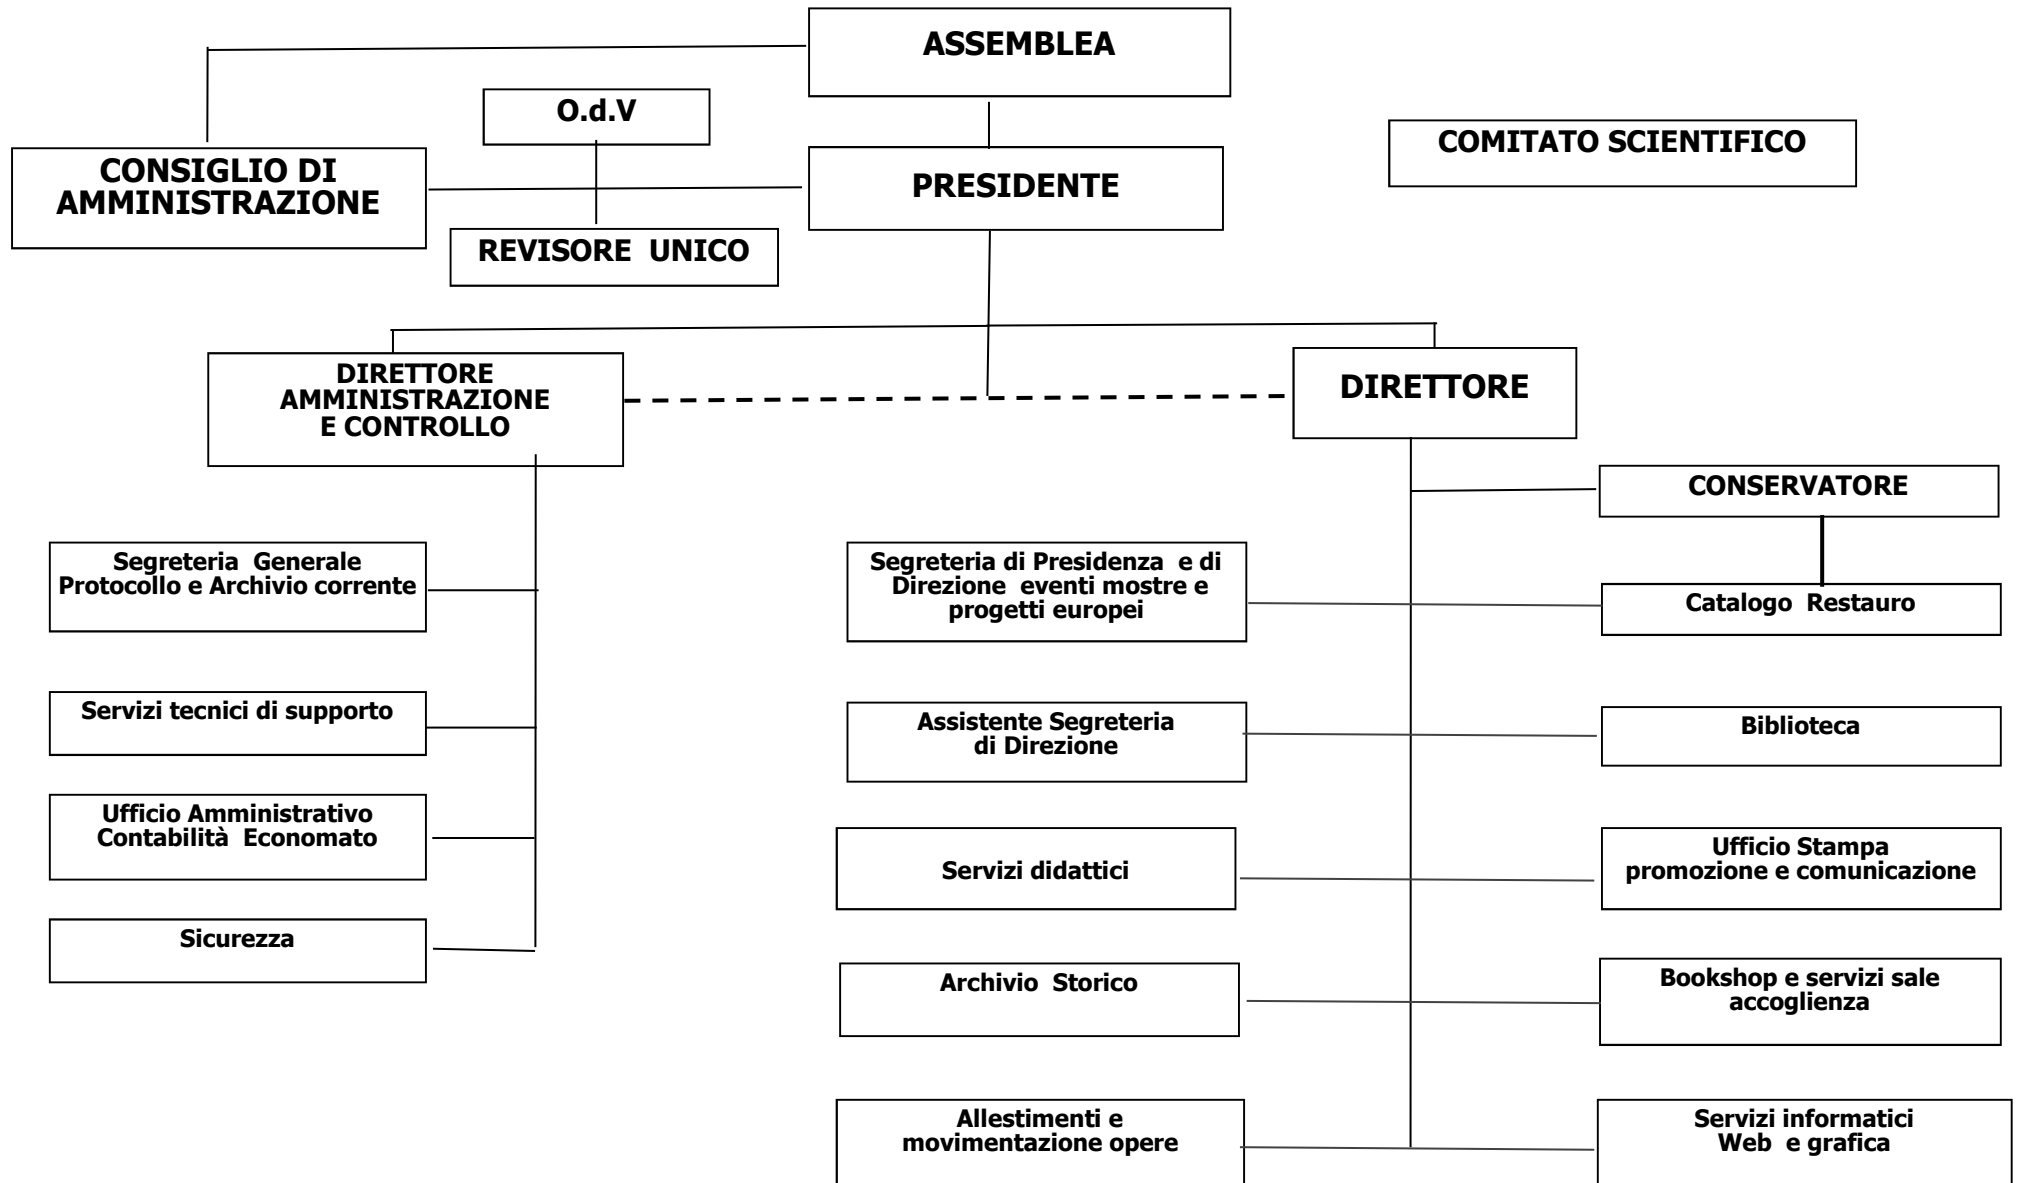 ASSEMBLEA
O.d.V
COMITATO SCIENTIFICO
CONSIGLIO DI
AMMINISTRAZIONE
PRESIDENTE
REVISORE UNICO
DIRETTORE
AMMINISTRAZIONE
E CONTROLLO
DIRETTORE
CONSERVATORE
Segreteria Generale
Protocollo e Archivio corrente
Segreteria di Presidenza e di
Direzione eventi mostre e
progetti europei
Catalogo Restauro
Servizi tecnici di supporto
Assistente Segreteria
di Direzione
Biblioteca
Ufficio Amministrativo
Contabilità Economato
Servizi didattici
Ufficio Stampa
promozione e comunicazione
Sicurezza
Archivio Storico
Bookshop e servizi sale
accoglienza
Allestimenti e
movimentazione opere
Servizi informatici
Web e grafica